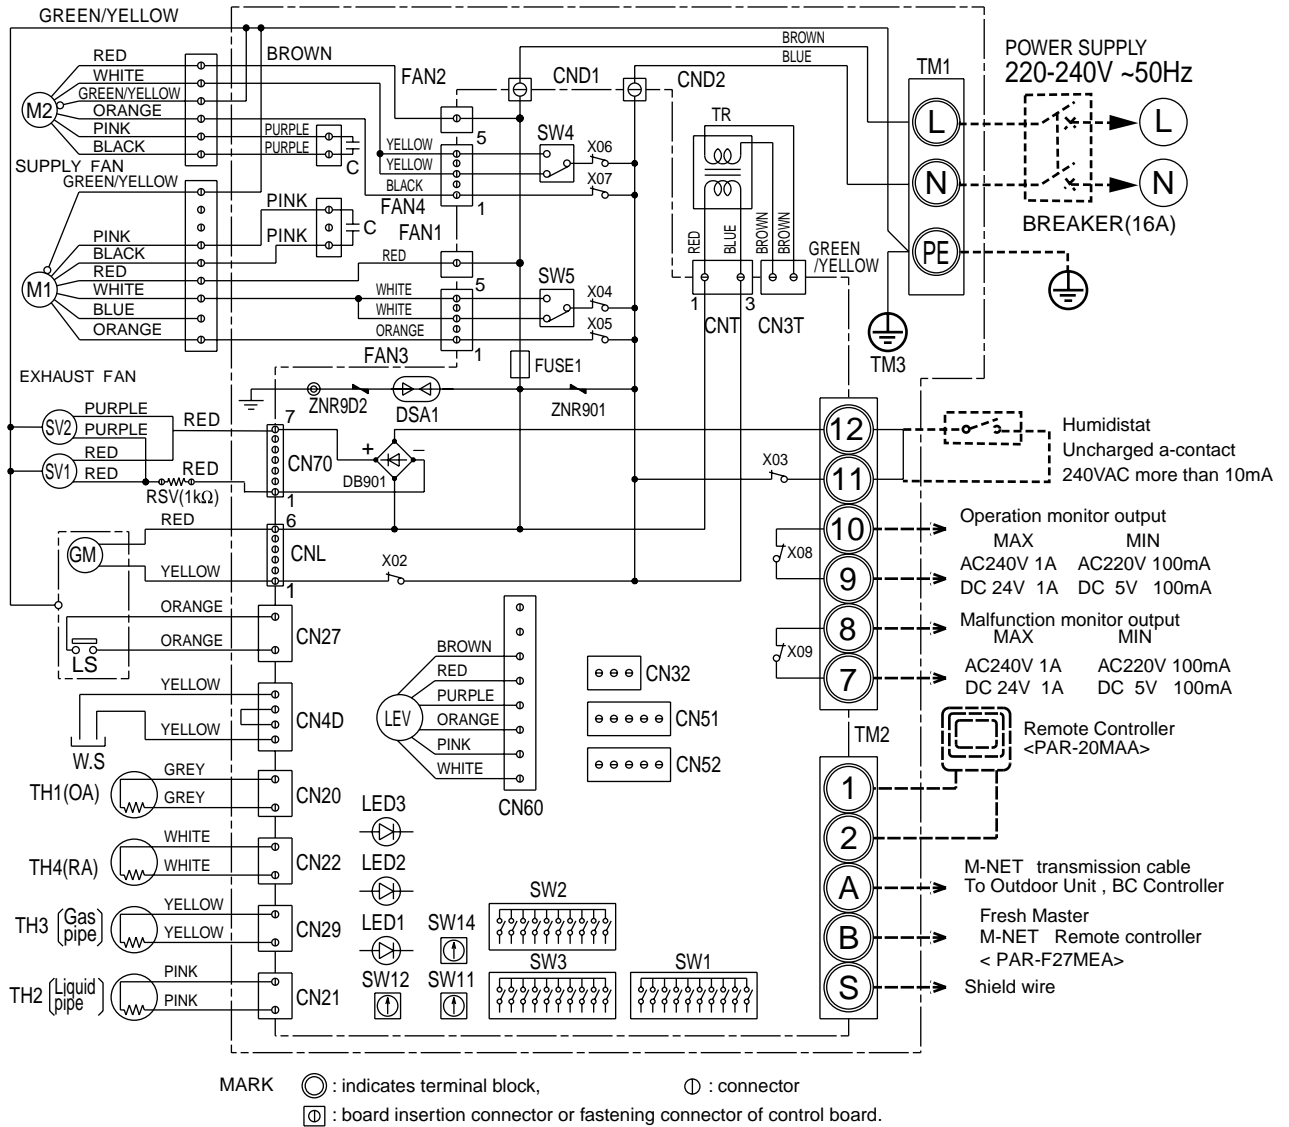 GREEN/YELLOW
BROWN
BLUE
POWER SUPPLY
220-240V ~50Hz
RED
WHITE
GREEN/YELLOW
ORANGE
PINK
BLACK
M2
BROWN
PURPLE
PURPLE
C
FAN2
CND1
CND2
TM1
L
N
PE
L
N
BREAKER(16A)
SUPPLY FAN
GREEN/YELLOW
YELLOW
YELLOW
BLACK
5
1
FAN4
SW4
X06
X07
TR
RED
BLUE
BROWN
BROWN
GREEN
/YELLOW
PINK
PINK
C
FAN1
RED
PINK
BLACK
RED
WHITE
BLUE
ORANGE
M1
WHITE
WHITE
ORANGE
5
1
FAN3
SW5
X04
X05
1
3
CNT
CN3T
TM3
EXHAUST FAN
FUSE1
ZNR9D2
DSA1
ZNR901
SV2
PURPLE
PURPLE
RED
SV1
RED
RED
RED
RSV(1kΩ)
7
CN70
1
+
−
DB901
X03
12
11
10
9
8
7
Humidistat
Uncharged a-contact
240VAC more than 10mA
RED
6
CNL
1
GM
YELLOW
X02
X08
Operation monitor output
MAX MIN
AC240V 1A AC220V 100mA
DC 24V 1A DC 5V 100mA
ORANGE
ORANGE
LS
CN27
X09
Malfunction monitor output
MAX MIN
AC240V 1A AC220V 100mA
DC 24V 1A DC 5V 100mA
BROWN
RED
PURPLE
ORANGE
PINK
WHITE
LEV
CN60
CN32
CN51
CN52
YELLOW
YELLOW
W.S
CN4D
TM2
Remote Controller
<PAR-20MAA>
TH1(OA)
GREY
GREY
CN20
TH4(RA)
WHITE
WHITE
CN22
TH3
Gas
pipe
YELLOW
YELLOW
CN29
TH2
Liquid
pipe
PINK
PINK
CN21
LED3
LED2
LED1
SW14
SW12
SW11
SW2
SW3
SW1
1
2
A
B
S
M-NET transmission cable
To Outdoor Unit , BC Controller
Fresh Master
M-NET Remote controller
< PAR-F27MEA>
Shield wire
MARK : indicates terminal block, : connector
: board insertion connector or fastening connector of control board.